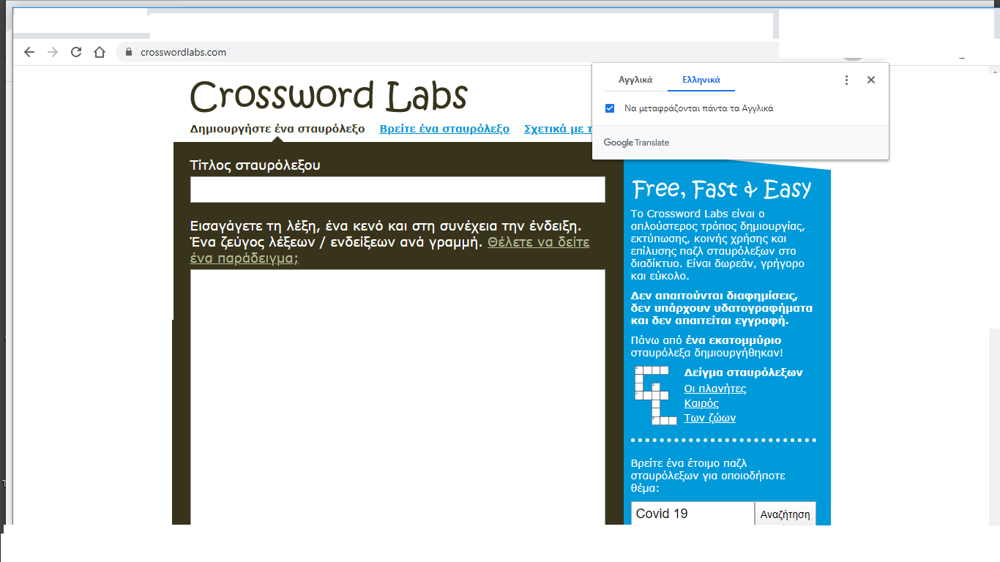 crosswordlabs.com
Αγγλικά Ελληνικά
Να μεταφράζονται πάντα τα Αγγλικά
Google Translate
Crossword Labs
Δημιουργήστε ένα σταυρόλεξο Βρείτε ένα σταυρόλεξο Σχετικά με τ
Τίτλος σταυρόλεξου
Εισαγάγετε τη λέξη, ένα κενό και στη συνέχεια την ένδειξη.
Ένα ζεύγος λέξεων / ενδείξεων ανά γραμμή. Θέλετε να δείτε
ένα παράδειγμα;
Free, Fast & Easy
Το Crossword Labs είναι ο
απλούστερος τρόπος δημιουργίας,
εκτύπωσης, κοινής χρήσης και
επίλυσης παζλ σταυρόλεξων στο
διαδίκτυο. Είναι δωρεάν, γρήγορο
και εύκολο.
Δεν απαιτούνται διαφημίσεις,
δεν υπάρχουν υδατογραφήματα
και δεν απαιτείται εγγραφή.
Πάνω από ένα εκατομμύριο
σταυρόλεξα δημιουργήθηκαν!
Δείγμα σταυρόλεξων
Οι πλανήτες
Καιρός
Των ζώων
Βρείτε ένα έτοιμο παζλ
σταυρόλεξων για οποιοδήποτε
θέμα:
Covid 19 Αναζήτηση